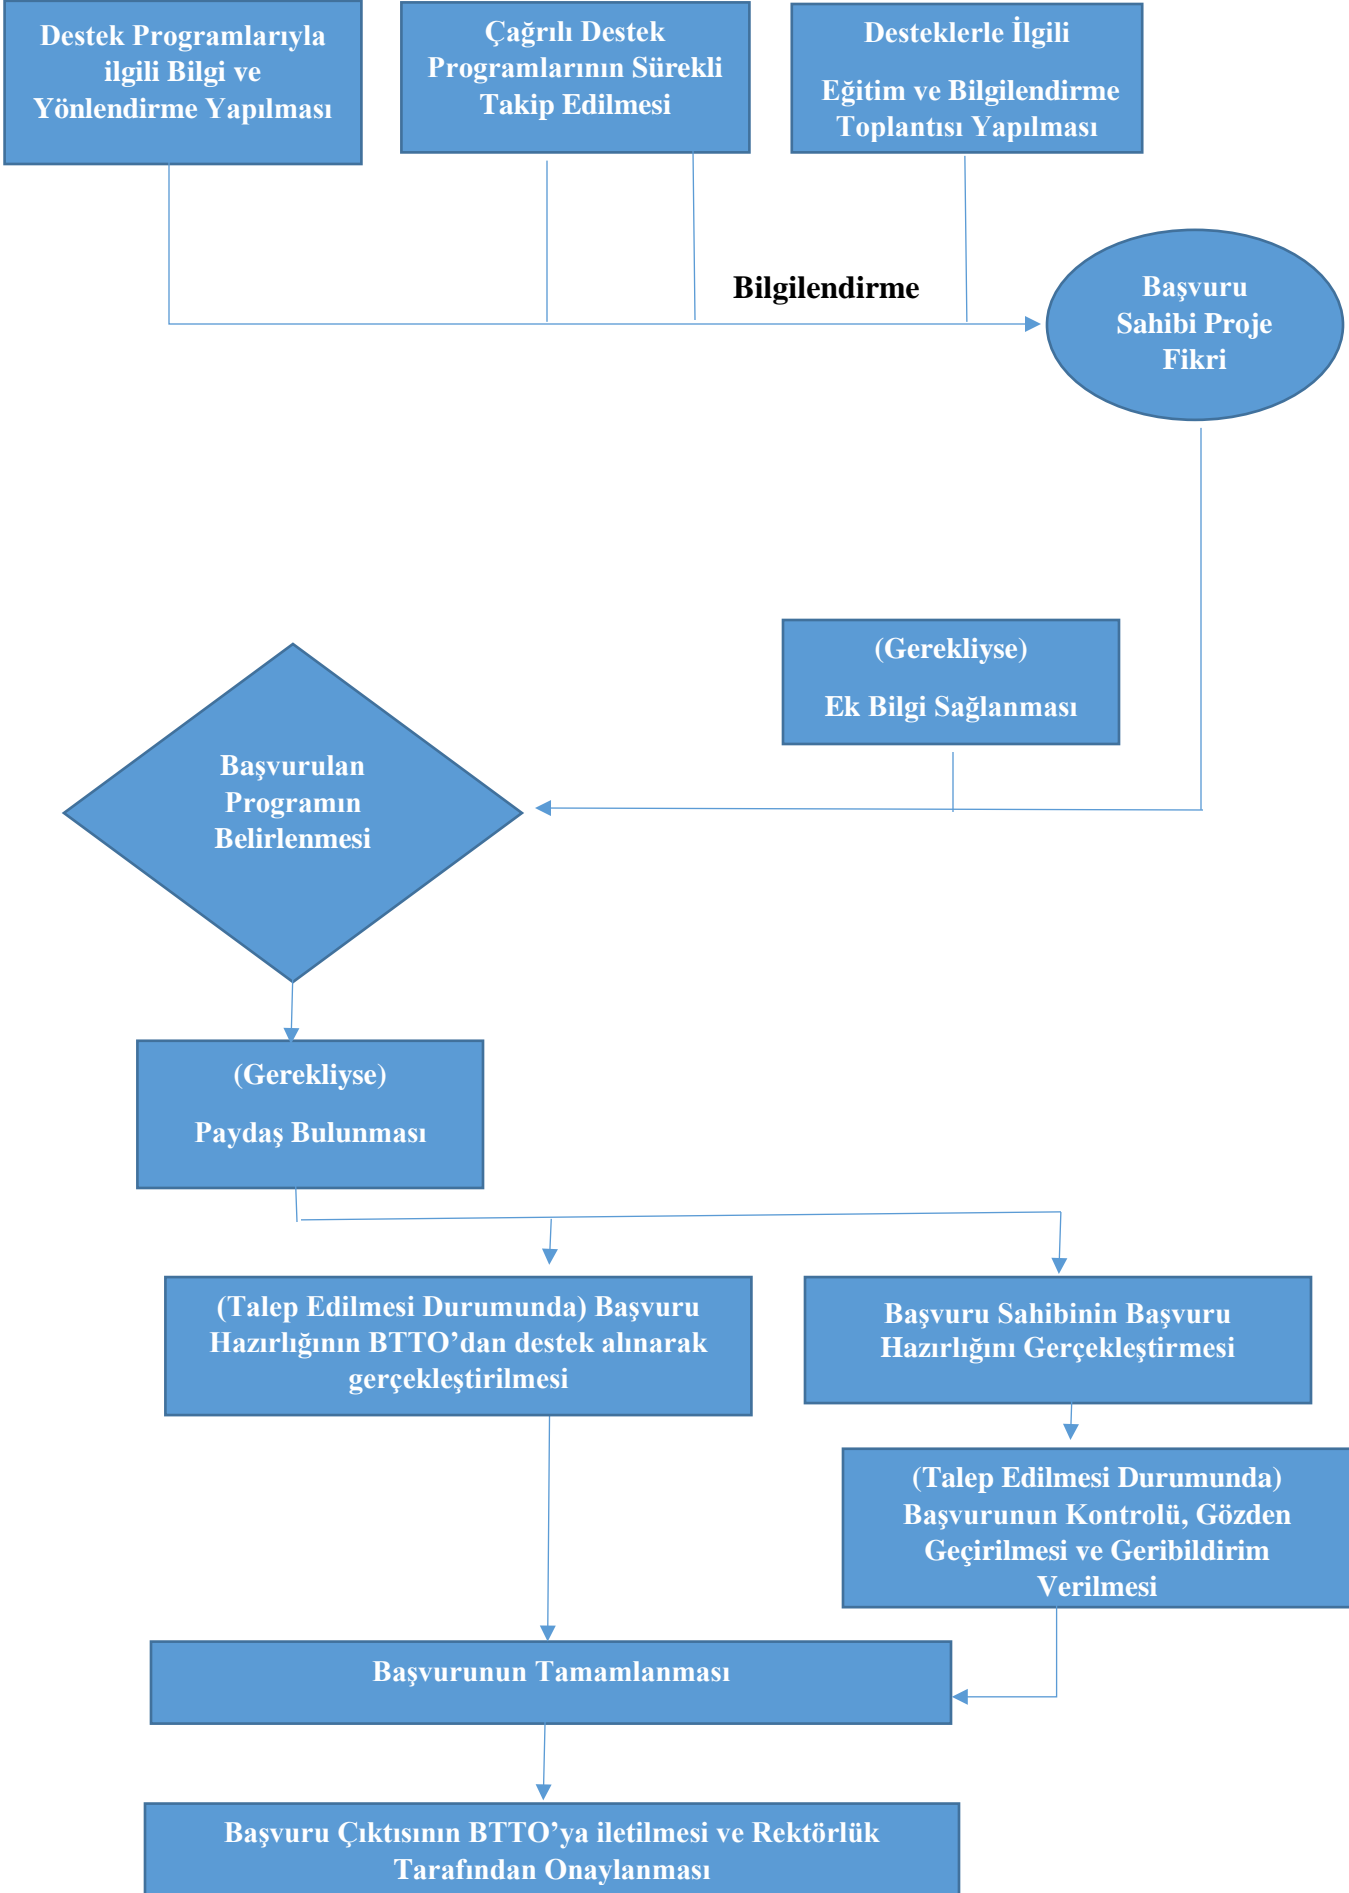 Destek Programlarıyla
ilgili Bilgi ve
Yönlendirme Yapılması
Çağrılı Destek
Programlarının Sürekli
Takip Edilmesi
Desteklerle İlgili
Eğitim ve Bilgilendirme
Toplantısı Yapılması
Bilgilendirme
Başvuru
Sahibi Proje
Fikri
(Gerekliyse)
Ek Bilgi Sağlanması
Başvurulan
Programın
Belirlenmesi
(Gerekliyse)
Paydaş Bulunması
(Talep Edilmesi Durumunda) Başvuru
Hazırlığının BTTO’dan destek alınarak
gerçekleştirilmesi
Başvuru Sahibinin Başvuru
Hazırlığını Gerçekleştirmesi
(Talep Edilmesi Durumunda)
Başvurunun Kontrolü, Gözden
Geçirilmesi ve Geribildirim
Verilmesi
Başvurunun Tamamlanması
Başvuru Çıktısının BTTO’ya iletilmesi ve Rektörlük
Tarafından Onaylanması